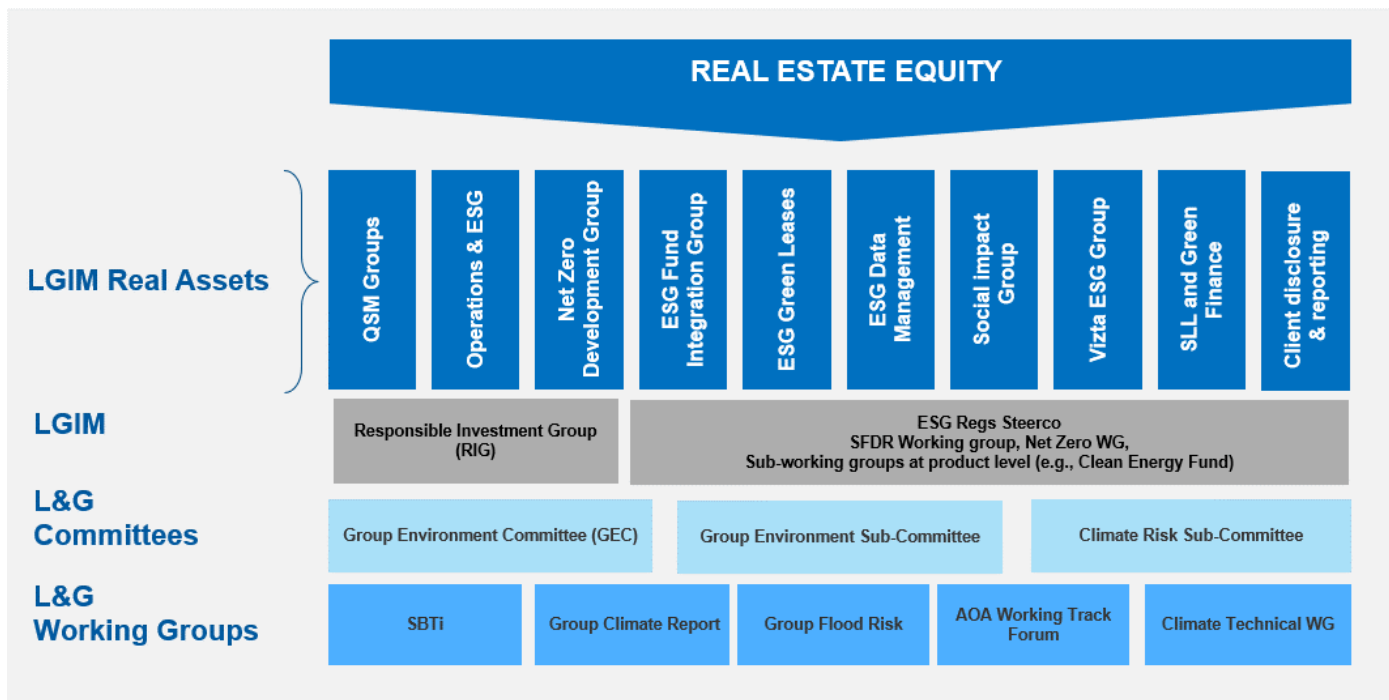 REAL ESTATE EQUITY
LGIM Real Assets
QSM Groups
Operations & ESG
Net Zero
Development Group
ESG Fund
Integration Group
ESG Green Leases
ESG Data
Management
Social impact
Group
Vizta ESG Group
SLL and Green
Finance
Client disclosure
& reporting
LGIM
Responsible Investment Group
(RIG)
ESG Regs Steerco
SFDR Working group, Net Zero WG,
Sub-working groups at product level (e.g., Clean Energy Fund)
L&G
Committees
Group Environment Committee (GEC)
Group Environment Sub-Committee
Climate Risk Sub-Committee
L&G
Working Groups
SBTi
Group Climate Report
Group Flood Risk
AOA Working Track
Forum
Climate Technical WG